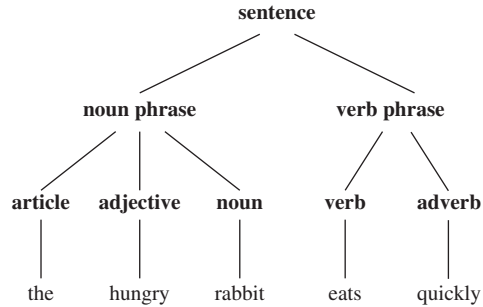 sentence
noun phrase verb phrase
article adjective noun verb adverb
the hungry rabbit eats quickly